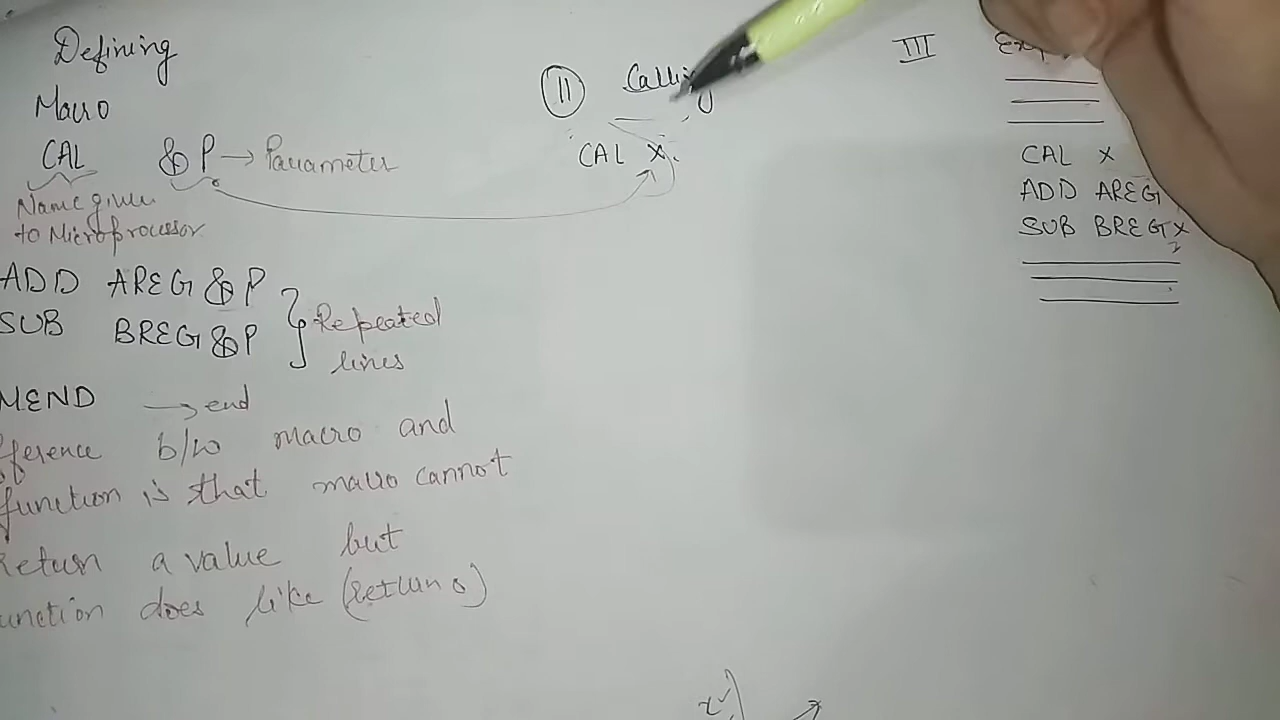 Defining
Macro
CAL &P → Parameter
Name given
to Microprocessor
ADD AREG &P
SUB BREG &P
Repeated
lines
MEND → end
fference b/w macro and
function is that macro cannot
Return a value but
unction does like (return 0)
II Calling
CAL X
III
CAL X
ADD AREG
SUB BREG X